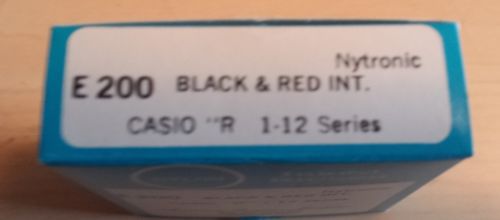 Nytronic
E 200 BLACK & RED INT.
CASIO "R 1-12 Series